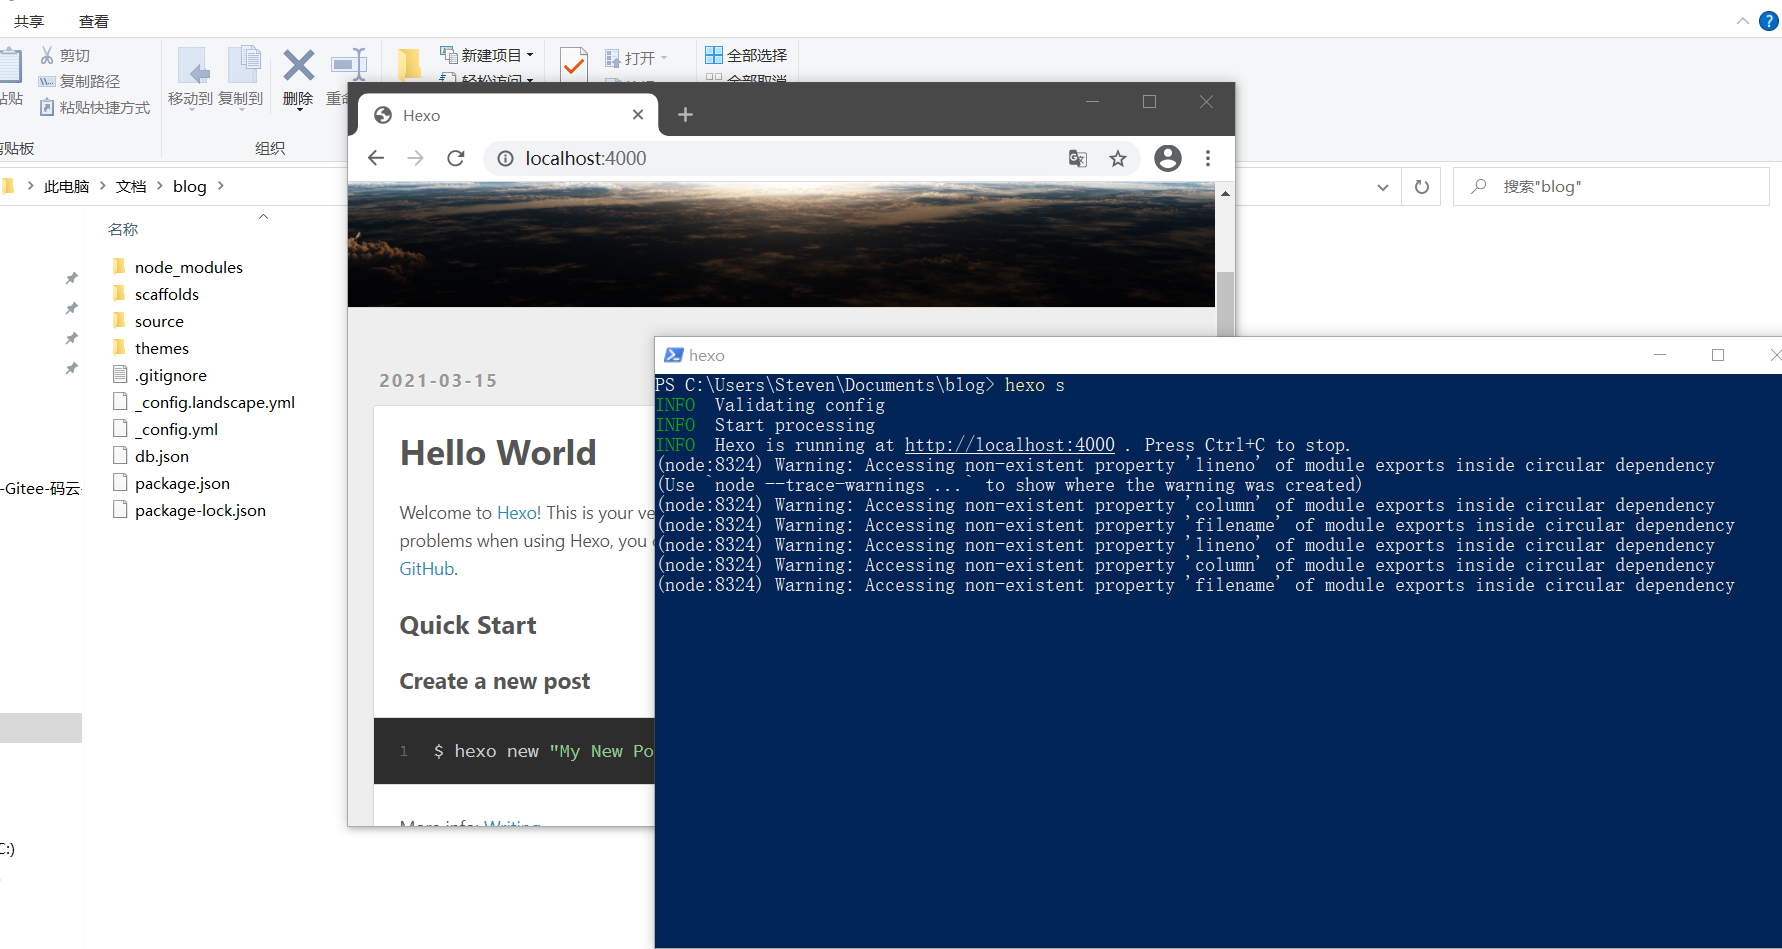 共享 查看
剪切
复制路径
粘贴快捷方式
移动到 复制到 删除
新建项目
轻松访问
打开
全部选择
全部取消
组织
此电脑 文档 blog
搜索"blog"
名称
node_modules
scaffolds
source
themes
.gitignore
_config.landscape.yml
_config.yml
db.json
package.json
package-lock.json
-Gitee-码云
C:)
Hexo
localhost:4000
2021-03-15
Hello World
Welcome to Hexo! This is your ve
problems when using Hexo, you
GitHub.
Quick Start
Create a new post
1 $ hexo new "My New Po
More info: Writing
hexo
PS C:\Users\Steven\Documents\blog> hexo s
INFO Validating config
INFO Start processing
INFO Hexo is running at http://localhost:4000 . Press Ctrl+C to stop.
(node:8324) Warning: Accessing non-existent property 'lineno' of module exports inside circular dependency
(Use `node --trace-warnings ...` to show where the warning was created)
(node:8324) Warning: Accessing non-existent property 'column' of module exports inside circular dependency
(node:8324) Warning: Accessing non-existent property 'filename' of module exports inside circular dependency
(node:8324) Warning: Accessing non-existent property 'lineno' of module exports inside circular dependency
(node:8324) Warning: Accessing non-existent property 'column' of module exports inside circular dependency
(node:8324) Warning: Accessing non-existent property 'filename' of module exports inside circular dependency